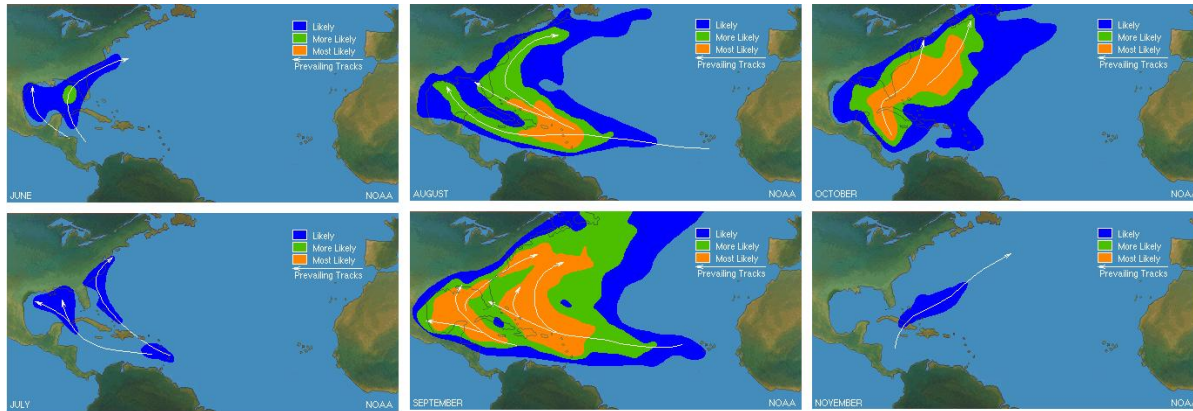 Likely
More Likely
Most Likely
Prevailing Tracks
JUNE
NOAA
Likely
More Likely
Most Likely
Prevailing Tracks
AUGUST
NOAA
Likely
More Likely
Most Likely
Prevailing Tracks
OCTOBER
NOAA
Likely
More Likely
Most Likely
Prevailing Tracks
JULY
NOAA
Likely
More Likely
Most Likely
Prevailing Tracks
SEPTEMBER
NOAA
Likely
More Likely
Most Likely
Prevailing Tracks
NOVEMBER
NOAA